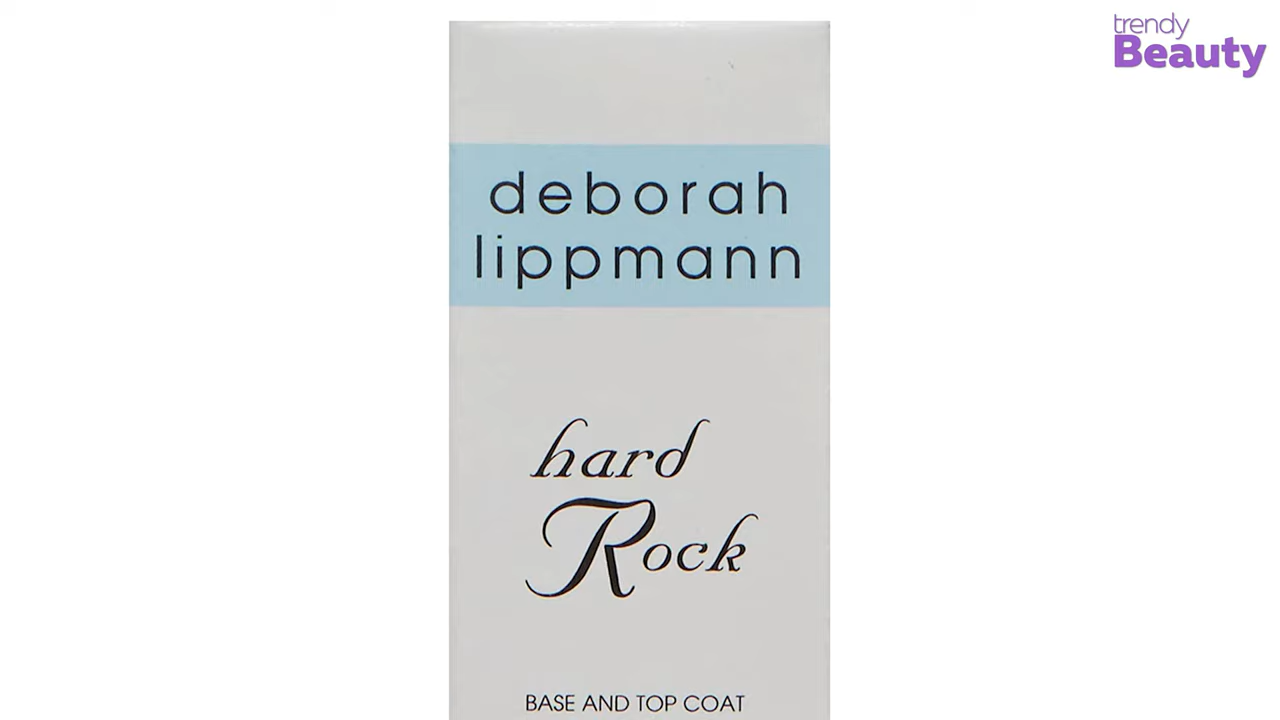 trendy
Beauty
deborah
lippmann
hard
Rock
BASE AND TOP COAT